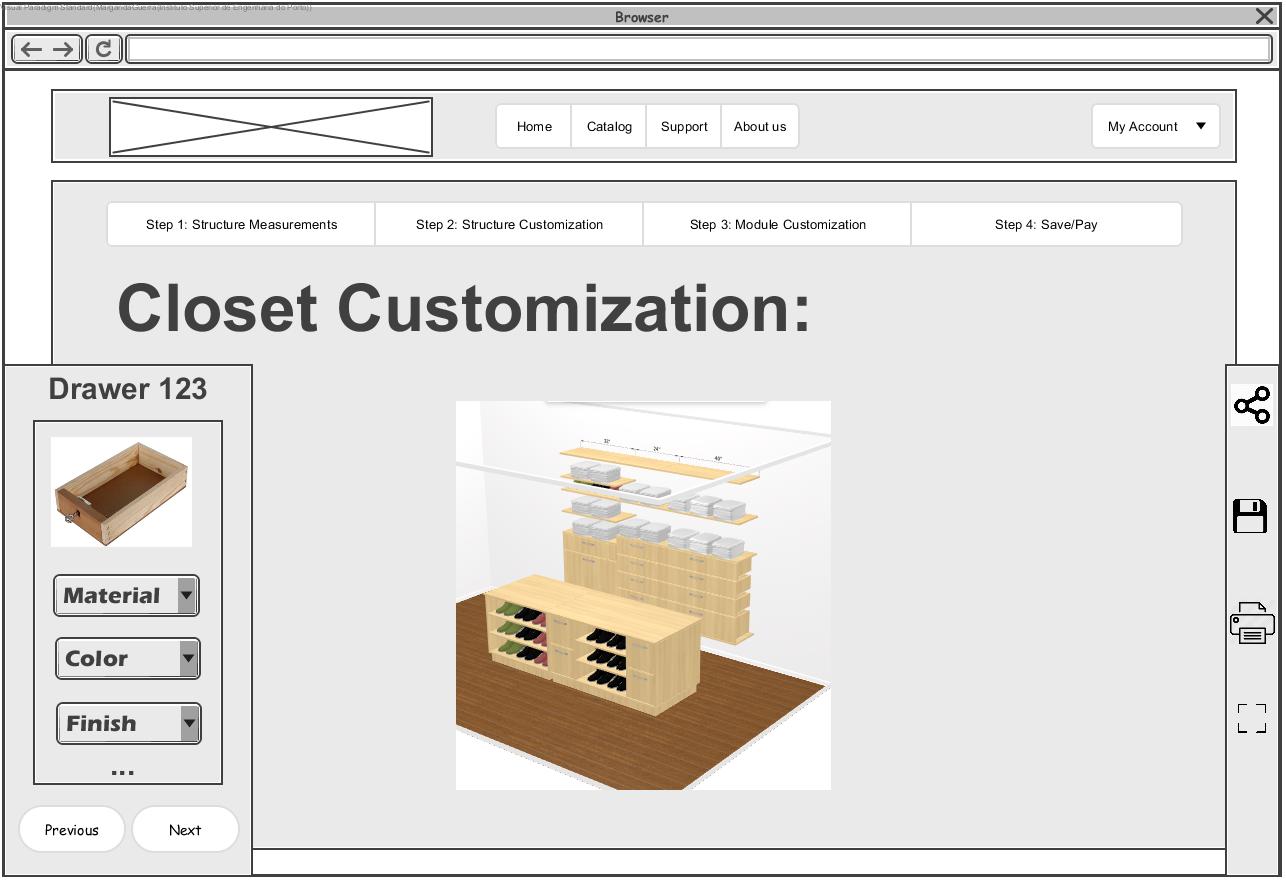 Visual Paradigm Standard(MargaridaGuerra(Instituto Superior de Engenharia do Porto))
Browser
Home Catalog Support About us My Account
Step 1: Structure Measurements Step 2: Structure Customization Step 3: Module Customization Step 4: Save/Pay
Closet Customization:
Drawer 123
Material
Color
Finish
...
Previous Next